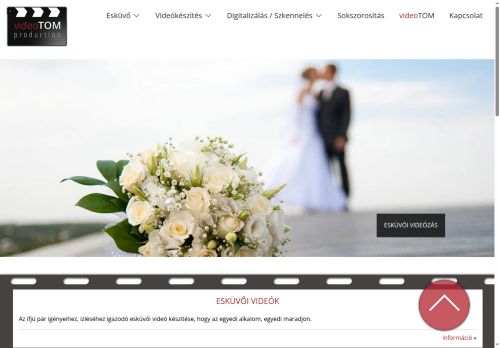 videoTOM
production
Esküvő Videókészítés Digitalizálás / Szkennelés Sokszorosítás videoTOM Kapcsolat
ESKÜVŐI VIDEÓZÁS
ESKÜVŐI VIDEÓK
Az ifjú pár igényeihez, ízléséhez igazodó esküvői videó készítése, hogy az egyedi alkalom, egyedi maradjon.
információ »